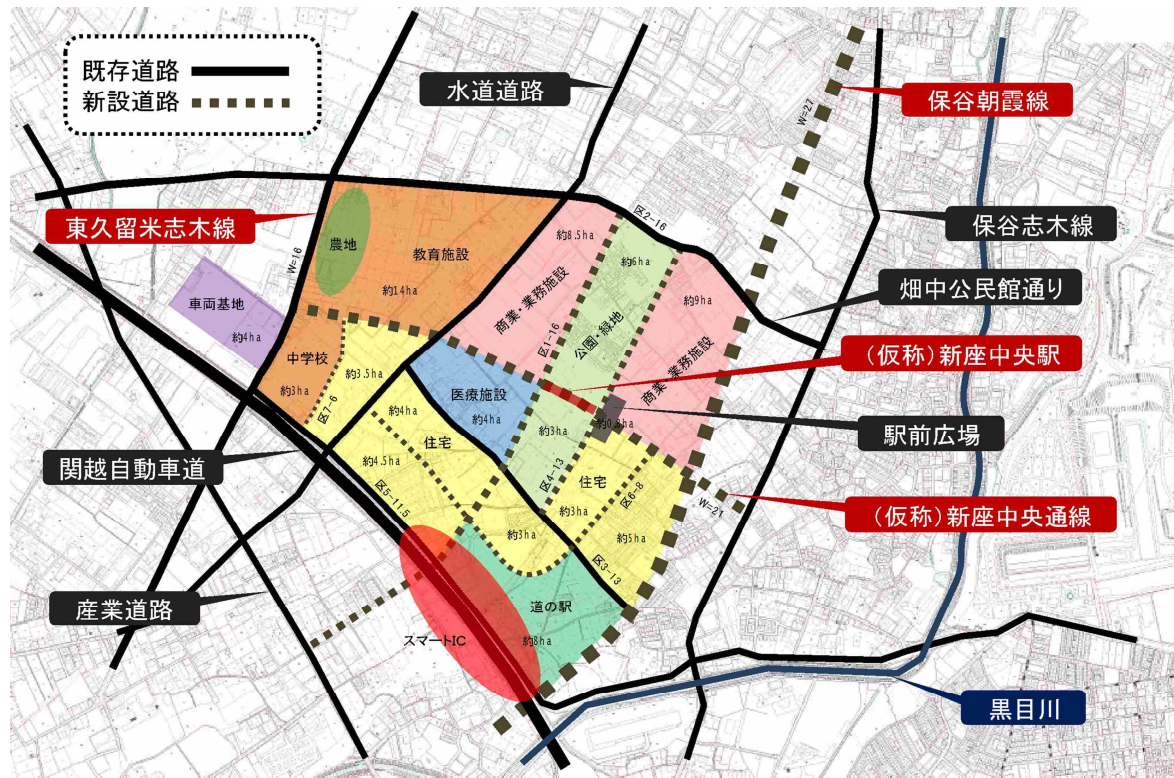 既存道路
新設道路
水道道路
保谷朝霞線
W=27
東久留米志木線
保谷志木線
区2-16
W=16
農地
教育施設
約8.5ha
約6ha
畑中公民館通り
車両基地
約14ha
商業・業務施設
公園・緑地
約9ha
約4ha
区1-16
商業・業務施設
(仮称)新座中央駅
中学校
約3.5ha
医療施設
約3ha
区7-6
約4ha
約4ha
約3ha
約0.3ha
駅前広場
関越自動車道
住宅
住宅
約4.5ha
区4-13
区6-8
(仮称)新座中央通線
W=21
区5-11.5
約3ha
約3ha
約5ha
区3-13
産業道路
道の駅
スマートIC
約8ha
黒目川